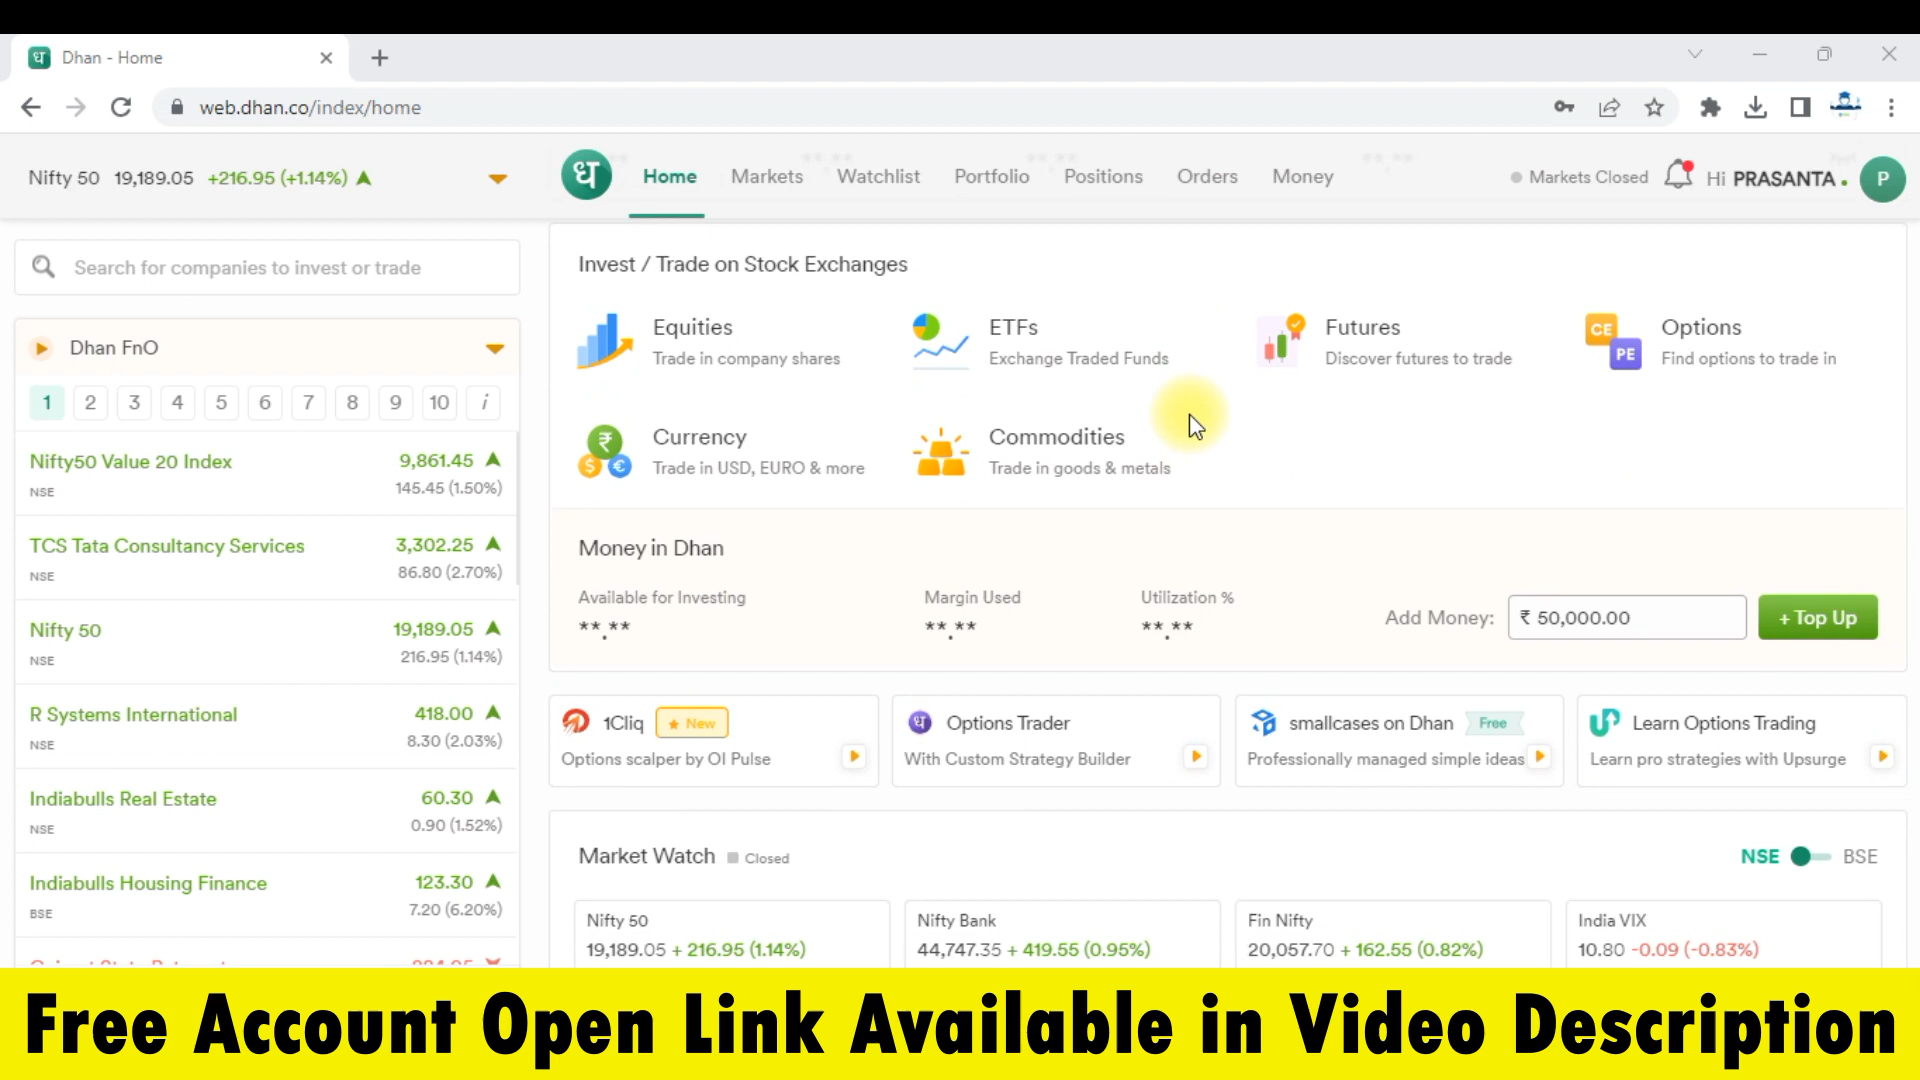 Dhan - Home
web.dhan.co/index/home
Nifty 50 19,189.05 +216.95 (+1.14%)
ध
Home
Markets
Watchlist
Portfolio
Positions
Orders
Money
Markets Closed
Hi PRASANTA.
P
Search for companies to invest or trade
Dhan FnO
1 2 3 4 5 6 7 8 9 10 i
Nifty50 Value 20 Index 9,861.45
NSE 145.45 (1.50%)
TCS Tata Consultancy Services 3,302.25
NSE 86.80 (2.70%)
Nifty 50 19,189.05
NSE 216.95 (1.14%)
R Systems International 418.00
NSE 8.30 (2.03%)
Indiabulls Real Estate 60.30
NSE 0.90 (1.52%)
Indiabulls Housing Finance 123.30
BSE 7.20 (6.20%)
Invest / Trade on Stock Exchanges
Equities
Trade in company shares
ETFs
Exchange Traded Funds
Futures
Discover futures to trade
CE
PE
Options
Find options to trade in
Currency
Trade in USD, EURO & more
Commodities
Trade in goods & metals
Money in Dhan
Available for Investing
**.**
Margin Used
**.**
Utilization %
**.**
Add Money: ₹ 50,000.00 + Top Up
1Cliq New
Options scalper by OI Pulse
Options Trader
With Custom Strategy Builder
smallcases on Dhan Free
Professionally managed simple ideas
Learn Options Trading
Learn pro strategies with Upsurge
Market Watch Closed
NSE BSE
Nifty 50
19,189.05 + 216.95 (1.14%)
Nifty Bank
44,747.35 + 419.55 (0.95%)
Fin Nifty
20,057.70 + 162.55 (0.82%)
India VIX
10.80 -0.09 (-0.83%)
Free Account Open Link Available in Video Description